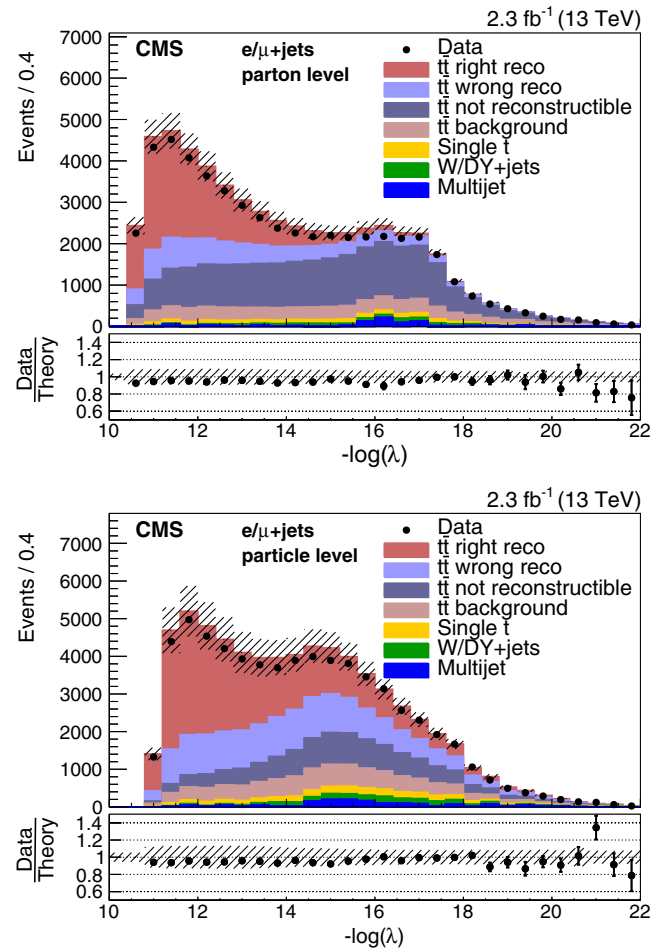 2.3 fb⁻¹ (13 TeV)
7000
6000
5000
4000
3000
2000
1000
0
Events / 0.4
CMS
e/μ+jets
parton level
Data
tt̄ right reco
tt̄ wrong reco
tt̄ not reconstructible
tt̄ background
Single t
W/DY+jets
Multijet
1.4
1.2
1
0.8
0.6
Data
Theory
10 12 14 16 18 20 22
-log(λ)
2.3 fb⁻¹ (13 TeV)
7000
6000
5000
4000
3000
2000
1000
0
Events / 0.4
CMS
e/μ+jets
particle level
Data
tt̄ right reco
tt̄ wrong reco
tt̄ not reconstructible
tt̄ background
Single t
W/DY+jets
Multijet
1.4
1.2
1
0.8
0.6
Data
Theory
10 12 14 16 18 20 22
-log(λ)